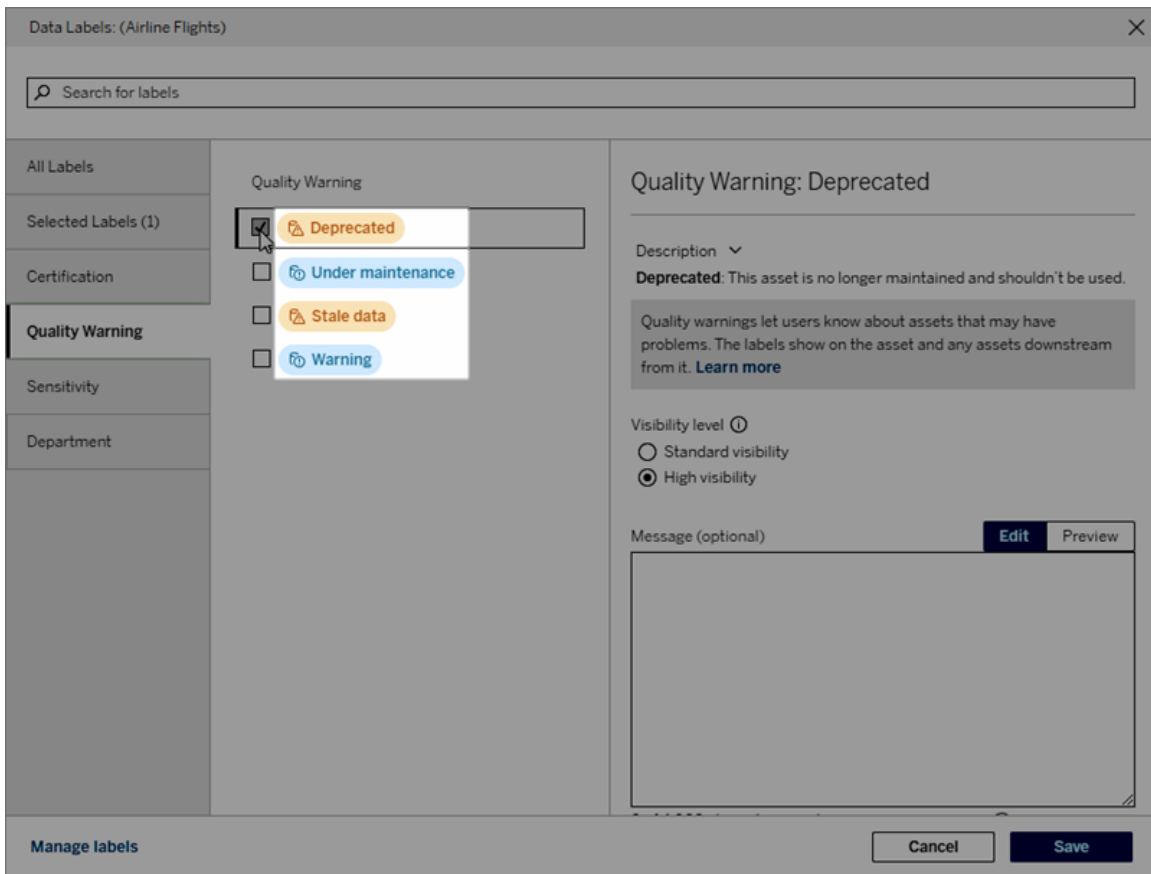 Data Labels: (Airline Flights)
Search for labels
All Labels
Selected Labels (1)
Certification
Quality Warning
Sensitivity
Department
Quality Warning
Deprecated
Under maintenance
Stale data
Warning
Quality Warning: Deprecated
Description
Deprecated: This asset is no longer maintained and shouldn't be used.
Quality warnings let users know about assets that may have
problems. The labels show on the asset and any assets downstream
from it. Learn more
Visibility level
Standard visibility
High visibility
Message (optional)
Edit
Preview
Manage labels
Cancel
Save